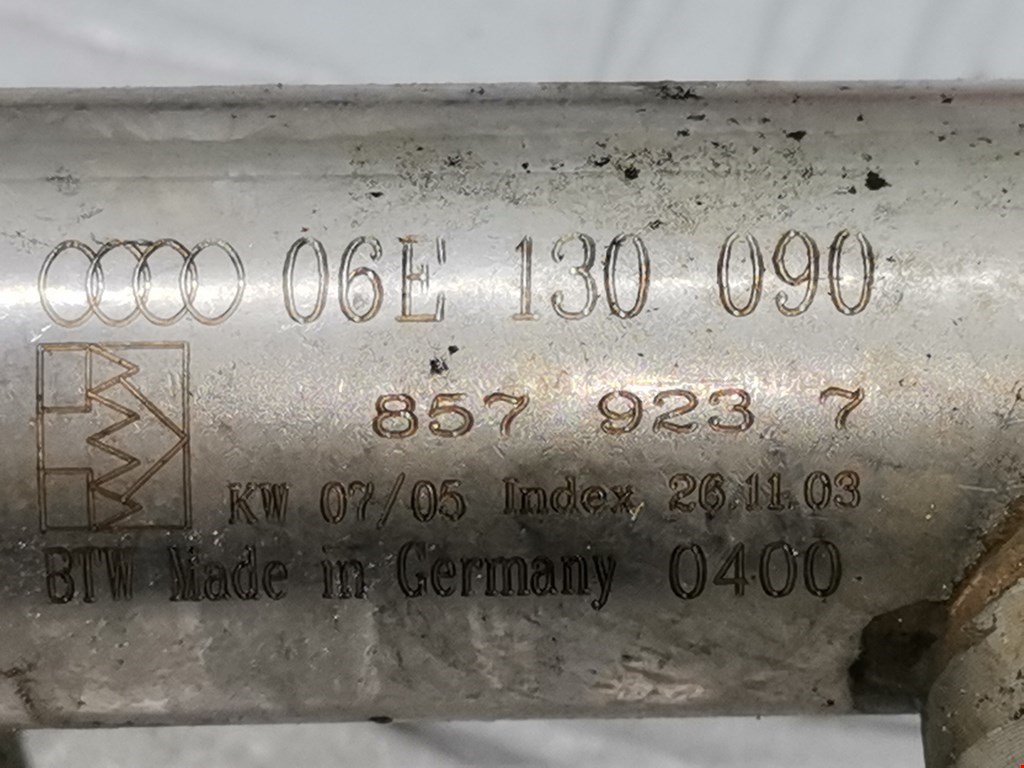 06E 130 090
857 923 7
KW 07/05 Index 26.11.03
BTW Made in Germany 0400